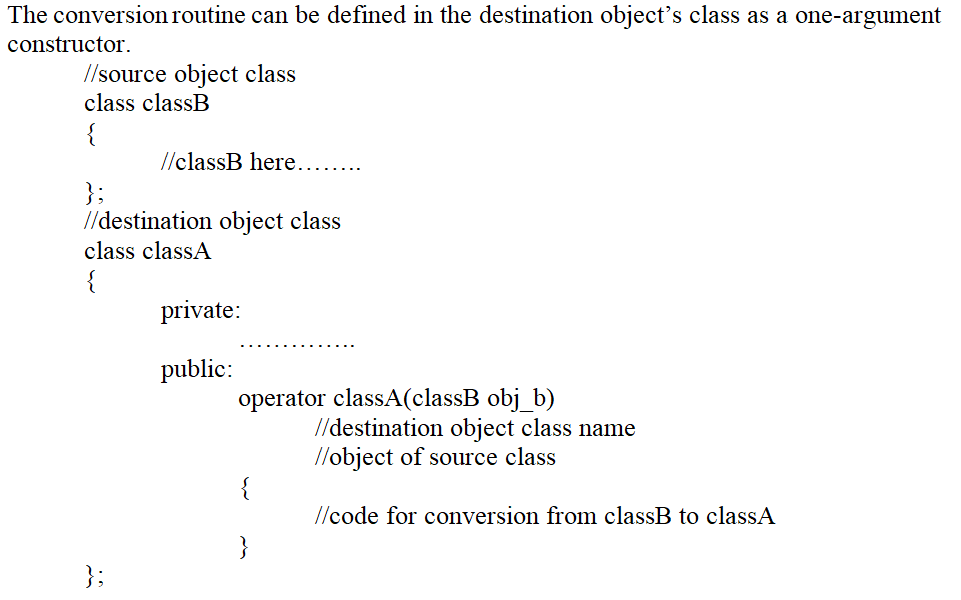 The conversion routine can be defined in the destination object’s class as a one-argument
constructor.
//source object class
class classB
{
//classB here……..
};
//destination object class
class classA
{
private:
…………..
public:
operator classA(classB obj_b)
//destination object class name
//object of source class
{
//code for conversion from classB to classA
}
};